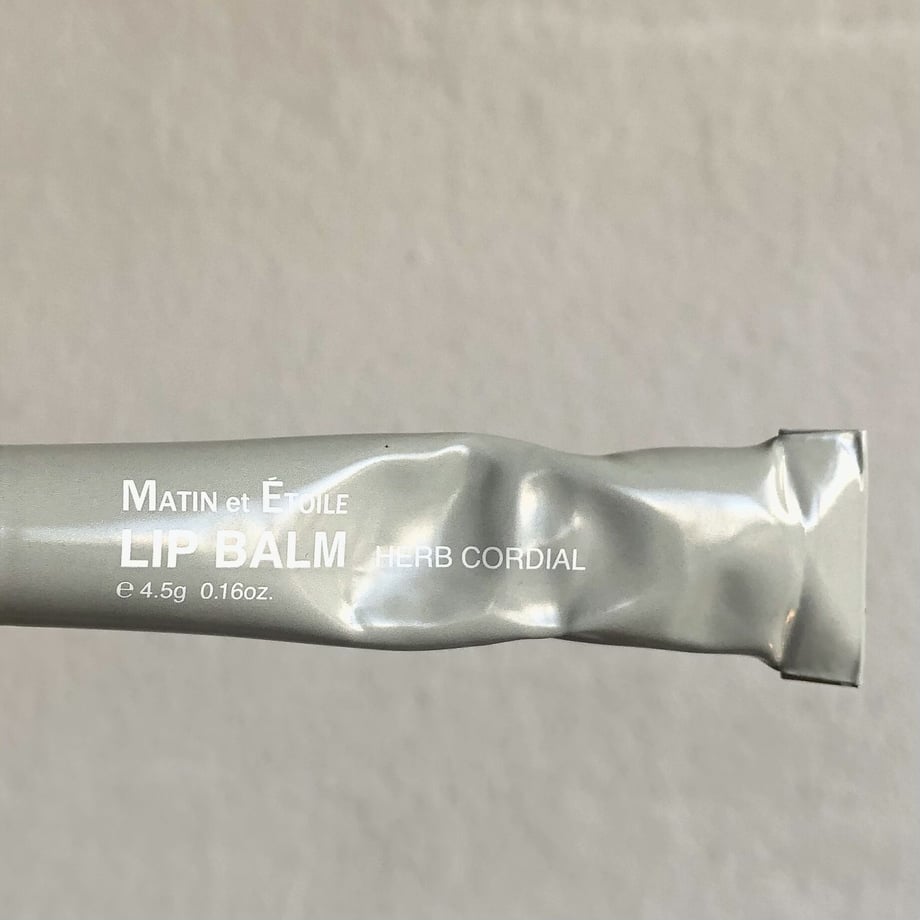 MATIN et ÉTOILE
LIP BALM HERB CORDIAL
℮ 4.5g 0.16oz.